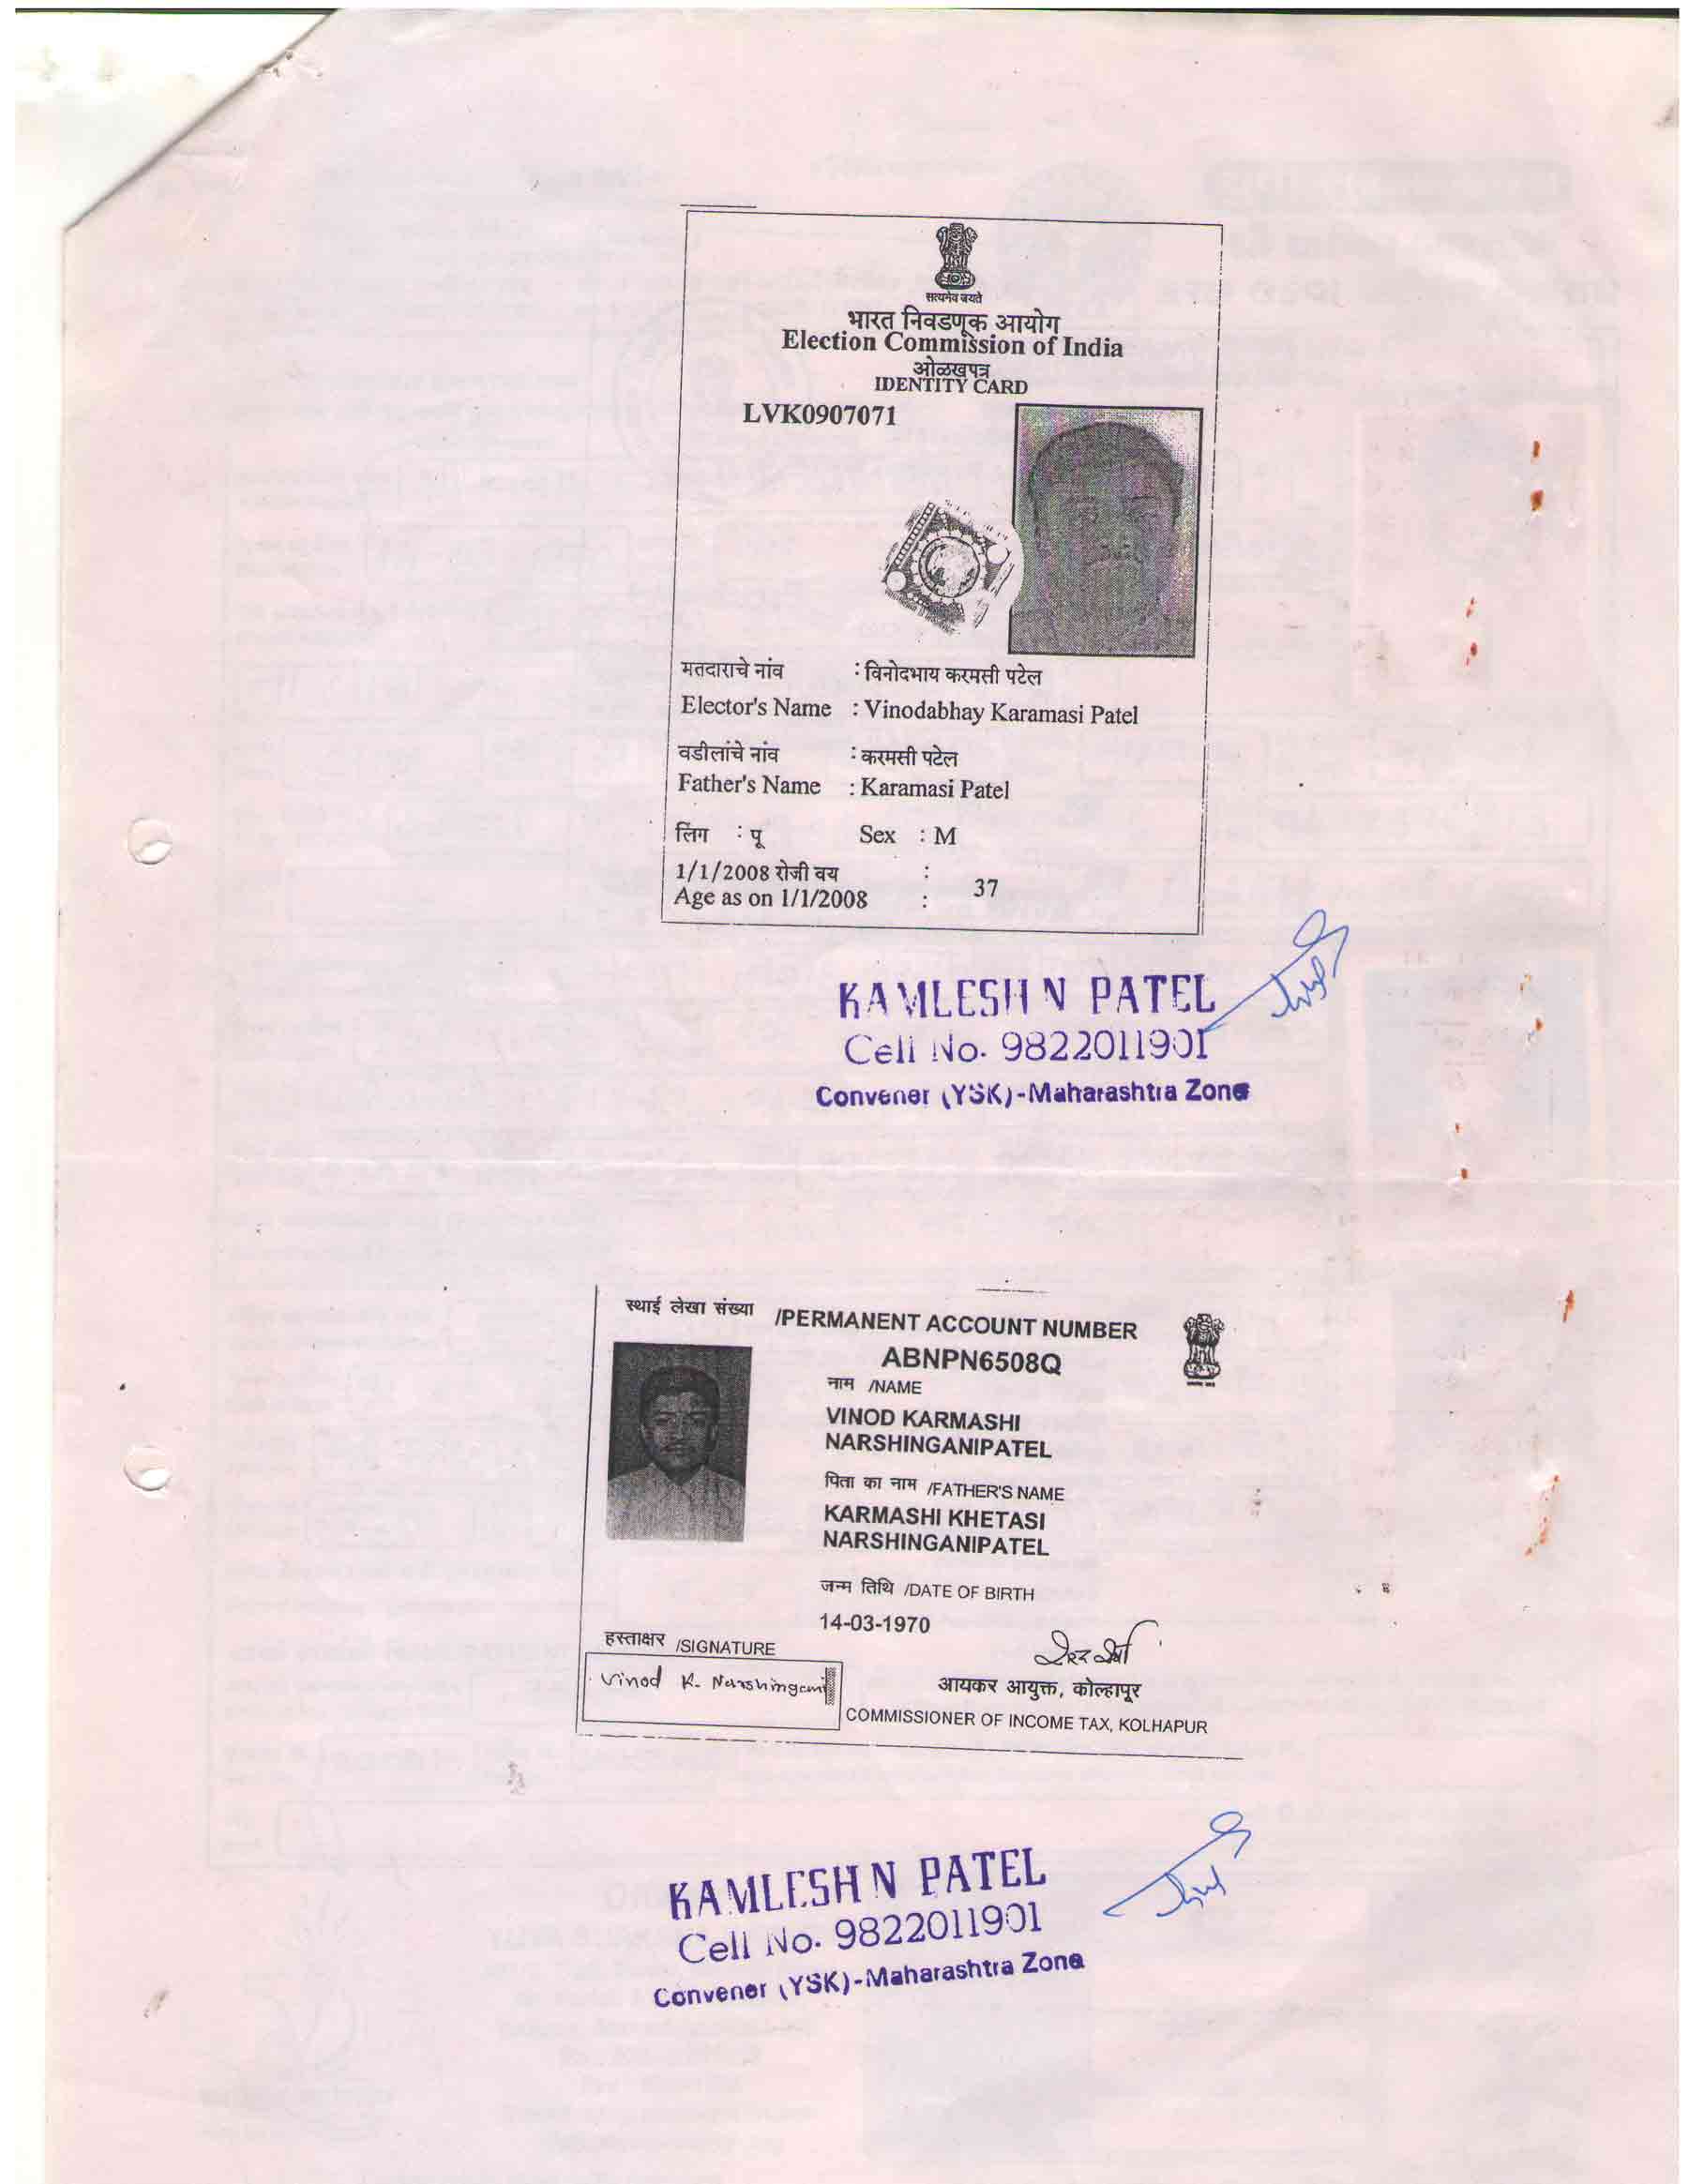 सत्यमेव जयते
भारत निवडणूक आयोग
Election Commission of India
ओळखपत्र
IDENTITY CARD
LVK0907071
मतदाराचे नांव : विनोदभाय करमसी पटेल
Elector's Name : Vinodabhay Karamasi Patel
वडीलांचे नांव : करमसी पटेल
Father's Name : Karamasi Patel
लिंग : पू Sex : M
1/1/2008 रोजी वय :
Age as on 1/1/2008 : 37
KAMLESH N PATEL
Cell No. 9822011901
Convener (YSK)-Maharashtra Zone
स्थाई लेखा संख्या /PERMANENT ACCOUNT NUMBER
ABNPN6508Q
नाम /NAME
VINOD KARMASHI
NARSHINGANIPATEL
पिता का नाम /FATHER'S NAME
KARMASHI KHETASI
NARSHINGANIPATEL
जन्म तिथि /DATE OF BIRTH
14-03-1970
हस्ताक्षर /SIGNATURE
Vinod K. Narshingani
आयकर आयुक्त, कोल्हापूर
COMMISSIONER OF INCOME TAX, KOLHAPUR
KAMLESH N PATEL
Cell No. 9822011901
Convener (YSK)-Maharashtra Zone